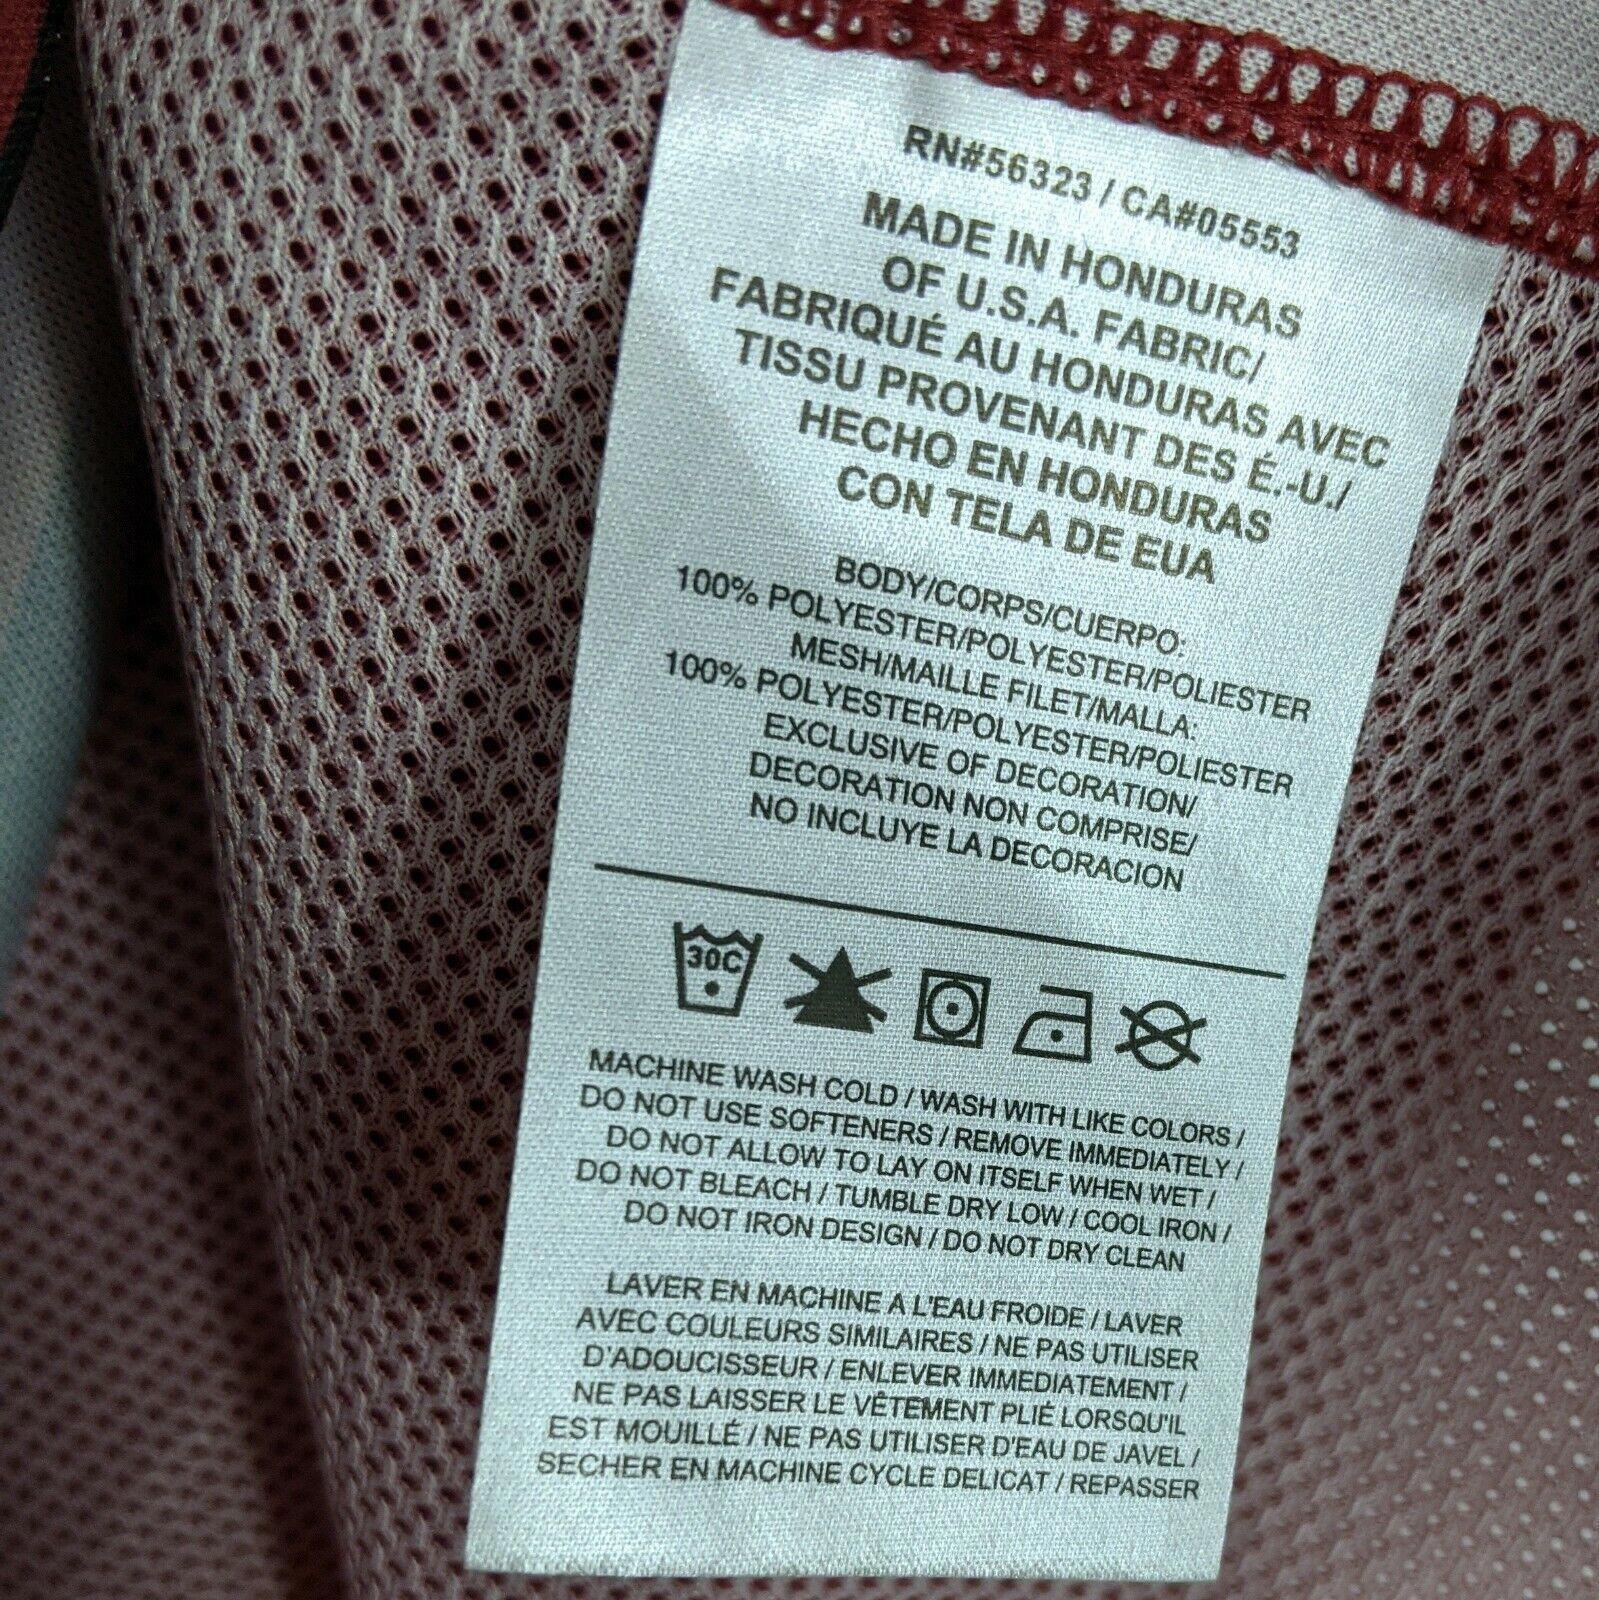 RN#56323 / CA#05553
MADE IN HONDURAS
OF U.S.A. FABRIC/
FABRIQUÉ AU HONDURAS AVEC
TISSU PROVENANT DES É.-U./
HECHO EN HONDURAS
CON TELA DE EUA
BODY/CORPS/CUERPO:
100% POLYESTER/POLYESTER/POLIESTER
MESH/MAILLE FILET/MALLA:
100% POLYESTER/POLYESTER/POLIESTER
EXCLUSIVE OF DECORATION/
DECORATION NON COMPRISE/
NO INCLUYE LA DECORACION
30C
MACHINE WASH COLD / WASH WITH LIKE COLORS /
DO NOT USE SOFTENERS / REMOVE IMMEDIATELY /
DO NOT ALLOW TO LAY ON ITSELF WHEN WET /
DO NOT BLEACH / TUMBLE DRY LOW / COOL IRON /
DO NOT IRON DESIGN / DO NOT DRY CLEAN
LAVER EN MACHINE A L'EAU FROIDE / LAVER
AVEC COULEURS SIMILAIRES / NE PAS UTILISER
D'ADOUCISSEUR / ENLEVER IMMEDIATEMENT /
NE PAS LAISSER LE VÊTEMENT PLIÉ LORSQU'IL
EST MOUILLÉ / NE PAS UTILISER D'EAU DE JAVEL /
SECHER EN MACHINE CYCLE DELICAT / REPASSER